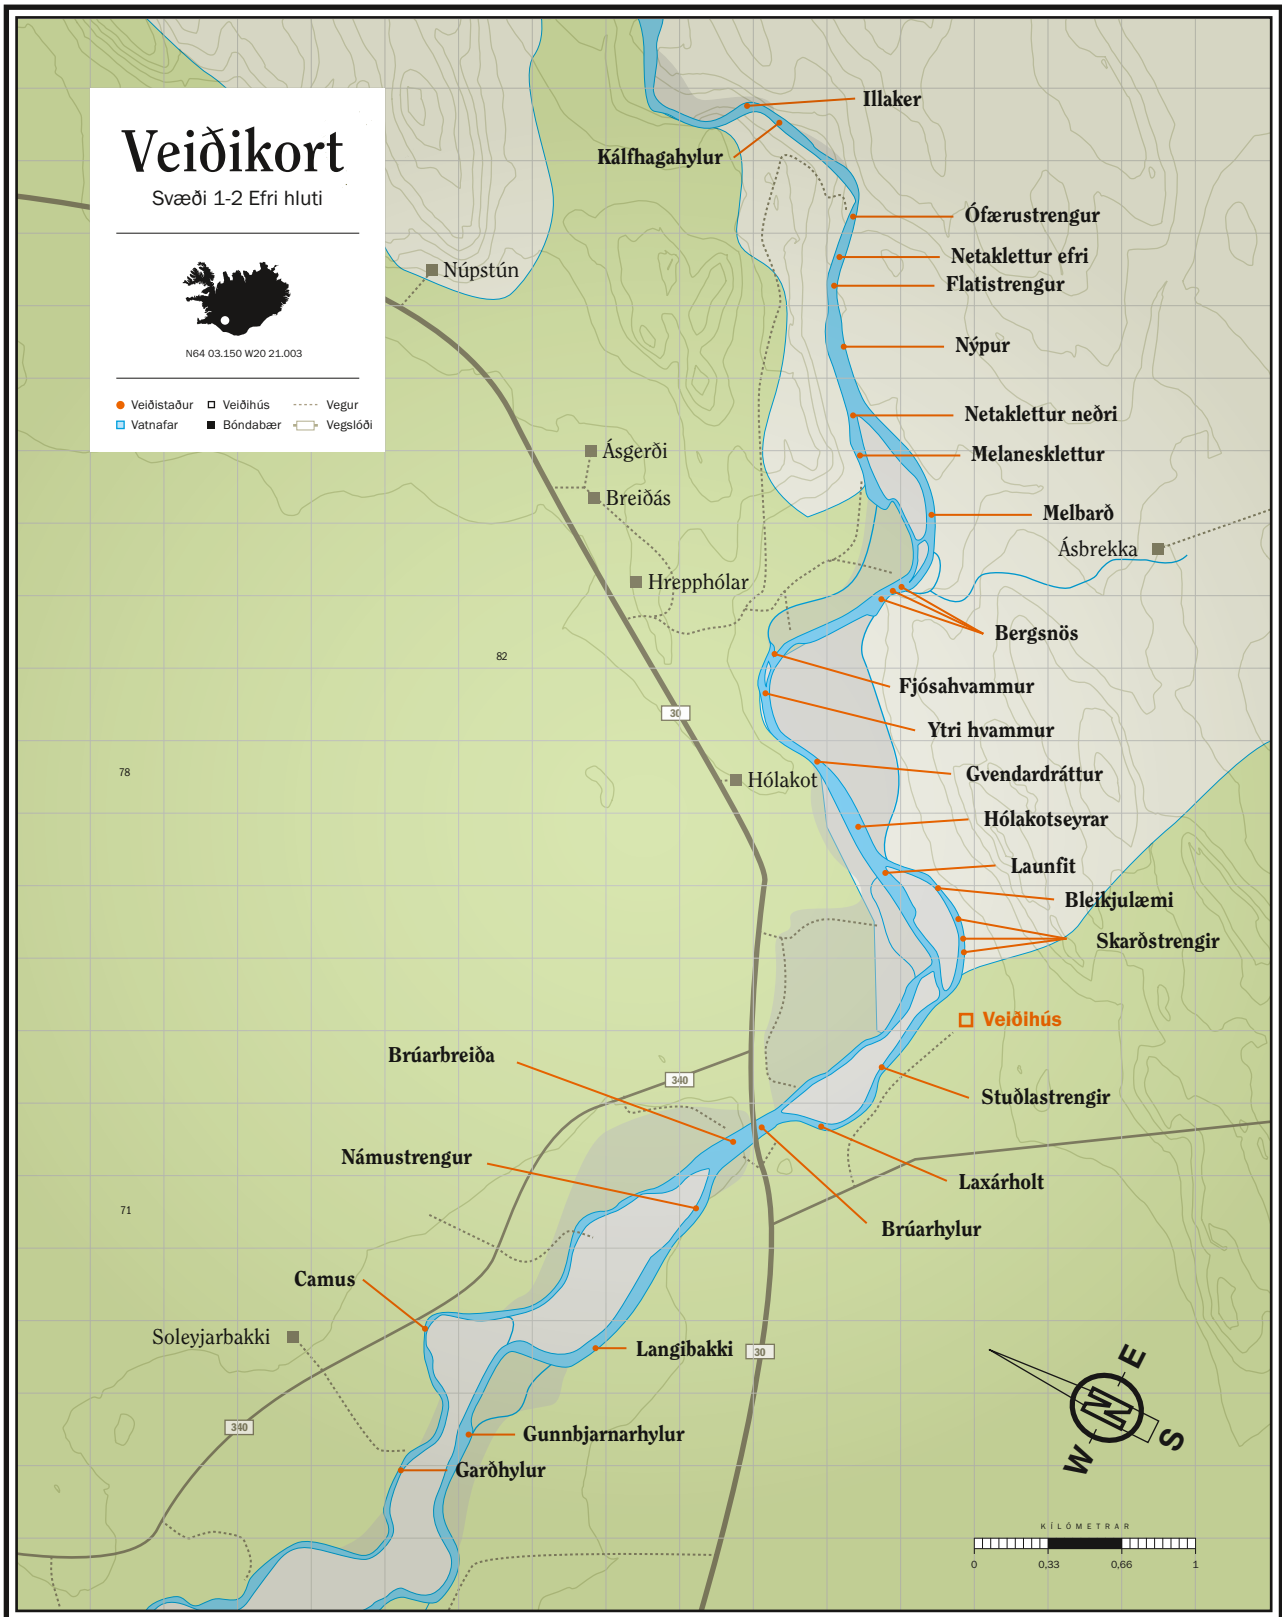 Veiðikort
Svæði 1-2 Efri hluti
N64 03.150 W20 21.003
Veiðistaður
Veiðihús
Vegur
Vatnafar
Bóndabær
Vegslóði
Illaker
Kálfhagahylur
Ófærustrengur
Netaklettur efri
Núpstún
Flatistrengur
Nýpur
Netaklettur neðri
Ásgerði
Melanesklettur
Breiðás
Melbarð
Ásbrekka
Hrepphólar
Bergsnös
82
Fjósahvammur
30
Ytri hvammur
78
Gvendardráttur
Hólakot
Hólakotseyrar
Launfit
Bleikjulæmi
Skarðstrengir
Veiðihús
Brúarbreiða
340
Stuðlastrengir
Námustrengur
Laxárholt
71
Brúarhylur
Camus
Soleyjarbakki
Langibakki
30
E
N
S
W
340
Gunnbjarnarhylur
Garðhylur
KÍLÓMETRAR
0 0,33 0,66 1